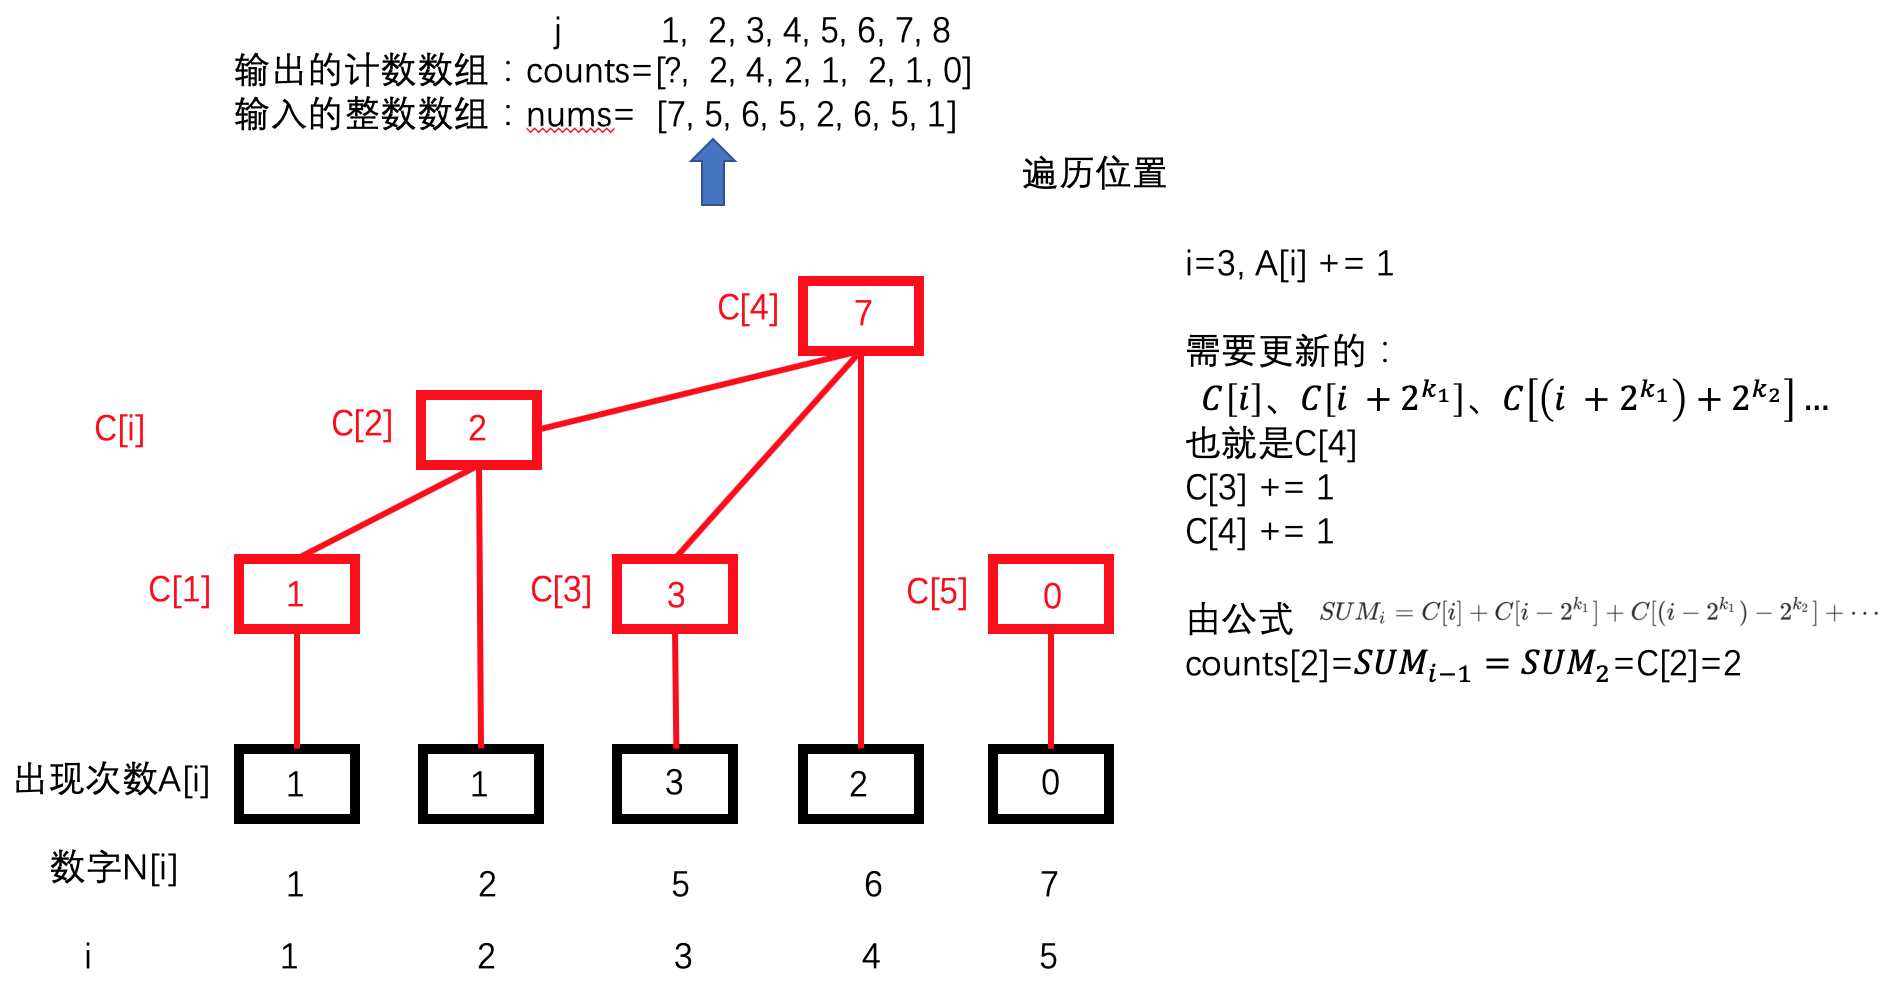 j 1, 2, 3, 4, 5, 6, 7, 8
输出的计数数组：counts=[?, 2, 4, 2, 1, 2, 1, 0]
输入的整数数组：nums= [7, 5, 6, 5, 2, 6, 5, 1]
遍历位置
i=3, A[i] += 1
需要更新的：
C[i]、C[i + 2^{k_1}]、C[(i + 2^{k_1}) + 2^{k_2}] ...
也就是C[4]
C[3] += 1
C[4] += 1
由公式 SUM_i = C[i] + C[i − 2^{k_1}] + C[(i − 2^{k_1}) − 2^{k_2}] + ···
counts[2]=SUM_{i−1} = SUM_2=C[2]=2
C[4] 7
C[i] C[2] 2
C[1] 1 C[3] 3 C[5] 0
出现次数A[i] 1 1 3 2 0
数字N[i] 1 2 5 6 7
i 1 2 3 4 5